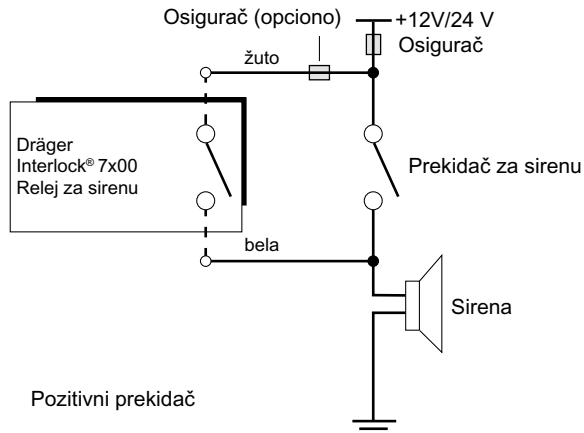 Osigurač (opciono)
+12V/24 V
Osigurač
žuto
Dräger
Interlock® 7x00
Relej za sirenu
Prekidač za sirenu
bela
Sirena
Pozitivni prekidač